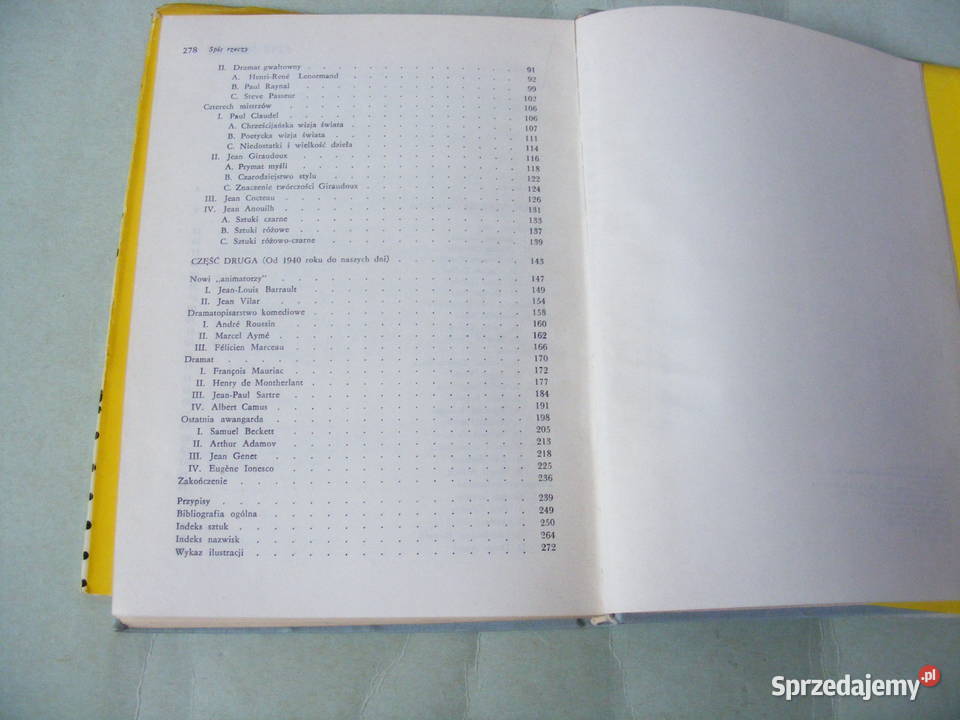 278 Spis rzeczy
II. Dramat gwałtowny . . . . . . . . . . . . 91
A. Henri-René Lenormand . . . . . . . . . . . 92
B. Paul Raynal . . . . . . . . . . . . 99
C. Steve Passeur . . . . . . . . . . . . 102
Czterech mistrzów . . . . . . . . . . . . 106
I. Paul Claudel . . . . . . . . . . . . 106
A. Chrześcijańska wizja świata . . . . . . . . . . 107
B. Poetycka wizja świata . . . . . . . . . . 111
C. Niedostatki i wielkość dzieła . . . . . . . . . 114
II. Jean Giraudoux . . . . . . . . . . . . 116
A. Prymat myśli . . . . . . . . . . . . 118
B. Czarodziejstwo stylu . . . . . . . . . . . 122
C. Znaczenie twórczości Giraudoux . . . . . . . . . 124
III. Jean Cocteau . . . . . . . . . . . . 126
IV. Jean Anouilh . . . . . . . . . . . . 131
A. Sztuki czarne . . . . . . . . . . . . 133
B. Sztuki różowe . . . . . . . . . . . . 137
C. Sztuki różowo-czarne . . . . . . . . . . 139
CZĘŚĆ DRUGA (Od 1940 roku do naszych dni) . . . . . . . 143
Nowi „animatorzy” . . . . . . . . . . . . 147
I. Jean-Louis Barrault . . . . . . . . . . . 149
II. Jean Vilar . . . . . . . . . . . . 154
Dramatopisarstwo komediowe . . . . . . . . . . 158
I. André Roussin . . . . . . . . . . . 160
II. Marcel Aymé . . . . . . . . . . . . 162
III. Félicien Marceau . . . . . . . . . . . 166
Dramat . . . . . . . . . . . . . . 170
I. François Mauriac . . . . . . . . . . . 172
II. Henry de Montherlant . . . . . . . . . . 177
III. Jean-Paul Sartre . . . . . . . . . . . 184
IV. Albert Camus . . . . . . . . . . . . 191
Ostatnia awangarda . . . . . . . . . . . . 198
I. Samuel Beckett . . . . . . . . . . . 205
II. Arthur Adamov . . . . . . . . . . . 213
III. Jean Genet . . . . . . . . . . . . 218
IV. Eugène Ionesco . . . . . . . . . . . 225
Zakończenie . . . . . . . . . . . . . 236
Przypisy . . . . . . . . . . . . . . 239
Bibliografia ogólna . . . . . . . . . . . . 249
Indeks sztuk . . . . . . . . . . . . . 250
Indeks nazwisk . . . . . . . . . . . . 264
Wykaz ilustracji . . . . . . . . . . . . 272
Sprzedajemy.pl